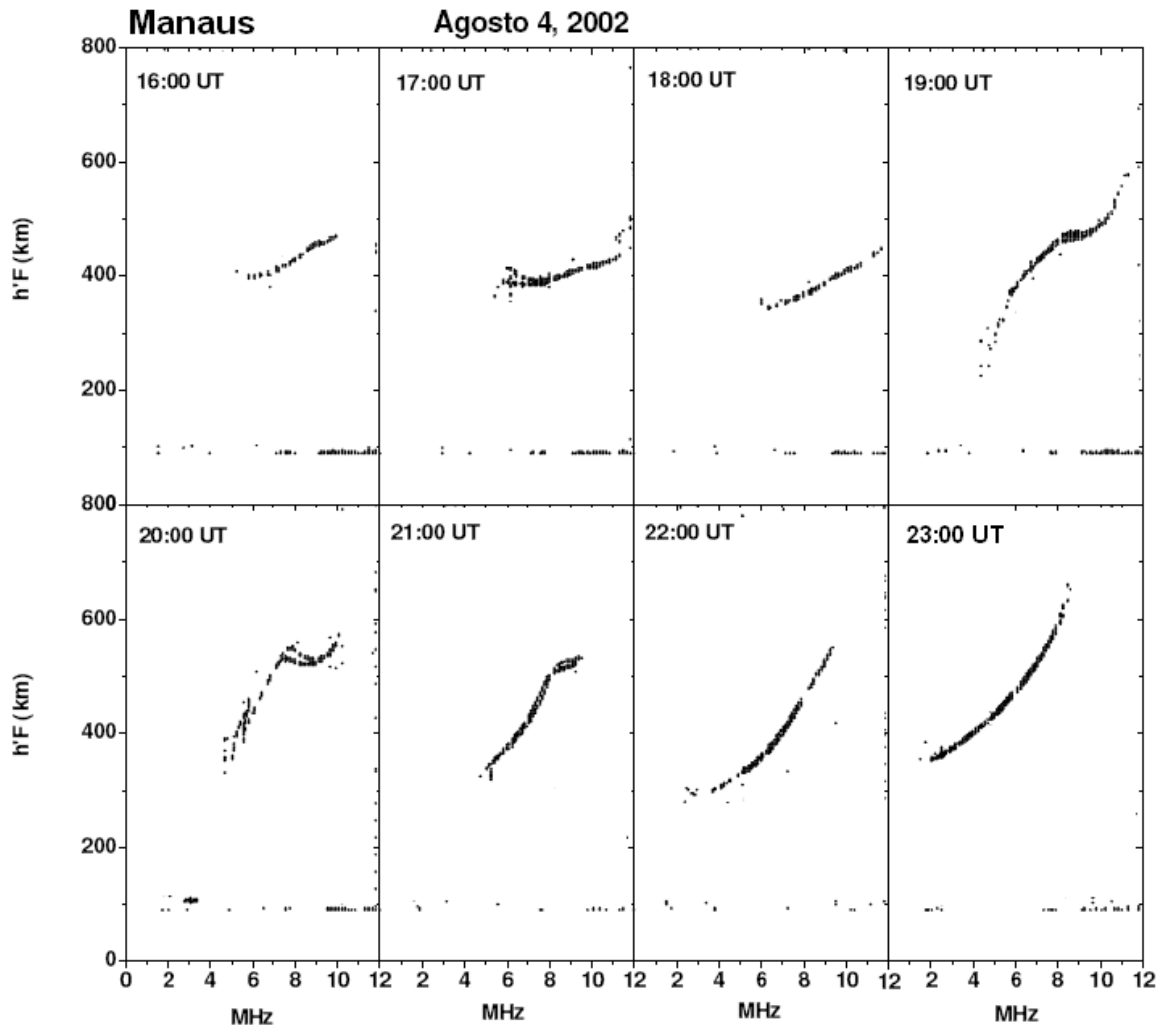 Manaus Agosto 4, 2002
800
16:00 UT 17:00 UT 18:00 UT 19:00 UT
600
h'F (km)
400
200
800
20:00 UT 21:00 UT 22:00 UT 23:00 UT
600
h'F (km)
400
200
0
0 2 4 6 8 10 12 2 4 6 8 10 12 2 4 6 8 10 12 2 4 6 8 10 12
MHz MHz MHz MHz